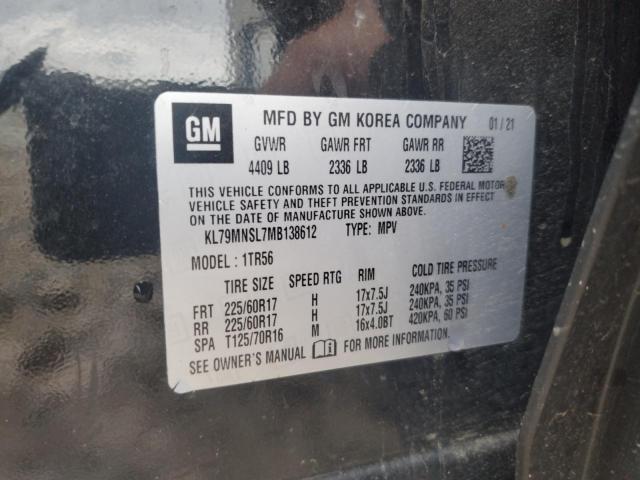 GM MFD BY GM KOREA COMPANY 01/21
GVWR GAWR FRT GAWR RR
4409 LB 2336 LB 2336 LB
THIS VEHICLE CONFORMS TO ALL APPLICABLE U.S. FEDERAL MOTOR
VEHICLE SAFETY AND THEFT PREVENTION STANDARDS IN EFFECT
ON THE DATE OF MANUFACTURE SHOWN ABOVE.
KL79MNSL7MB138612 TYPE: MPV
MODEL : 1TR56
TIRE SIZE SPEED RTG RIM COLD TIRE PRESSURE
FRT 225/60R17 H 17x7.5J 240KPA, 35 PSI
RR 225/60R17 H 17x7.5J 240KPA, 35 PSI
SPA T125/70R16 M 16x4.0BT 420KPA, 60 PSI
SEE OWNER'S MANUAL FOR MORE INFORMATION.